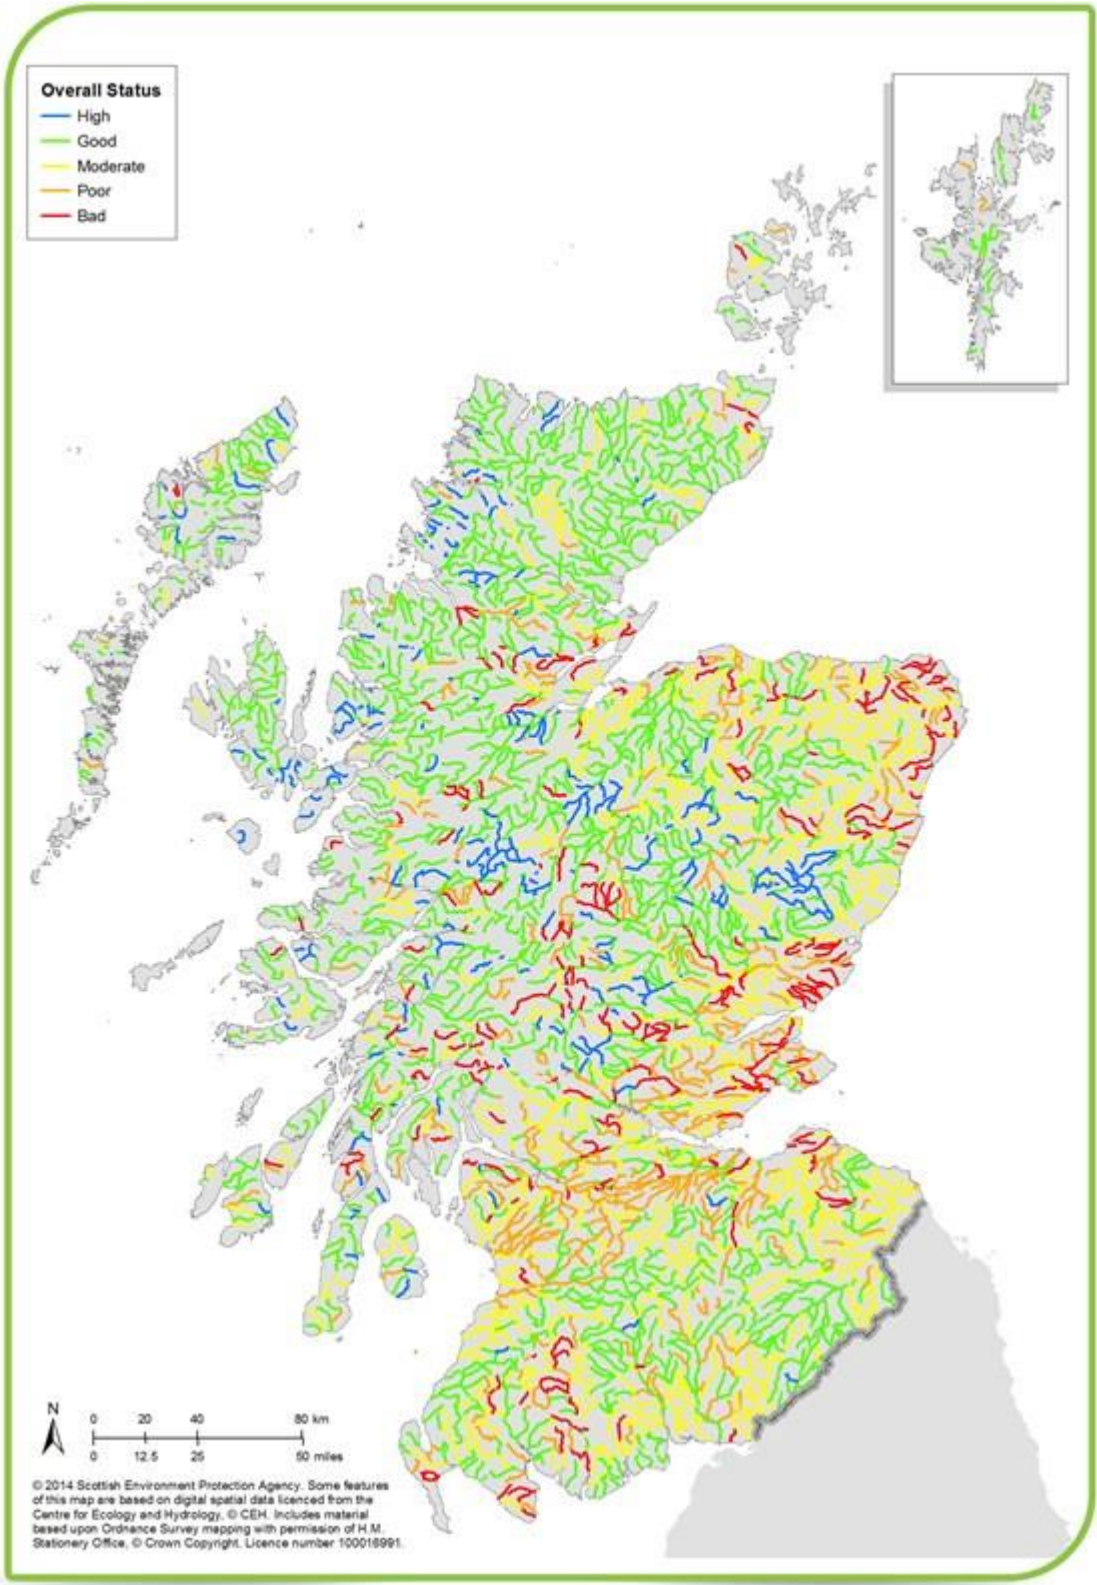 Overall Status
High
Good
Moderate
Poor
Bad
N
0 20 40 80 km
0 12.5 25 50 miles
© 2014 Scottish Environment Protection Agency. Some features
of this map are based on digital spatial data licenced from the
Centre for Ecology and Hydrology, © CEH. Includes material
based upon Ordnance Survey mapping with permission of H.M.
Stationery Office, © Crown Copyright. Licence number 100016991.